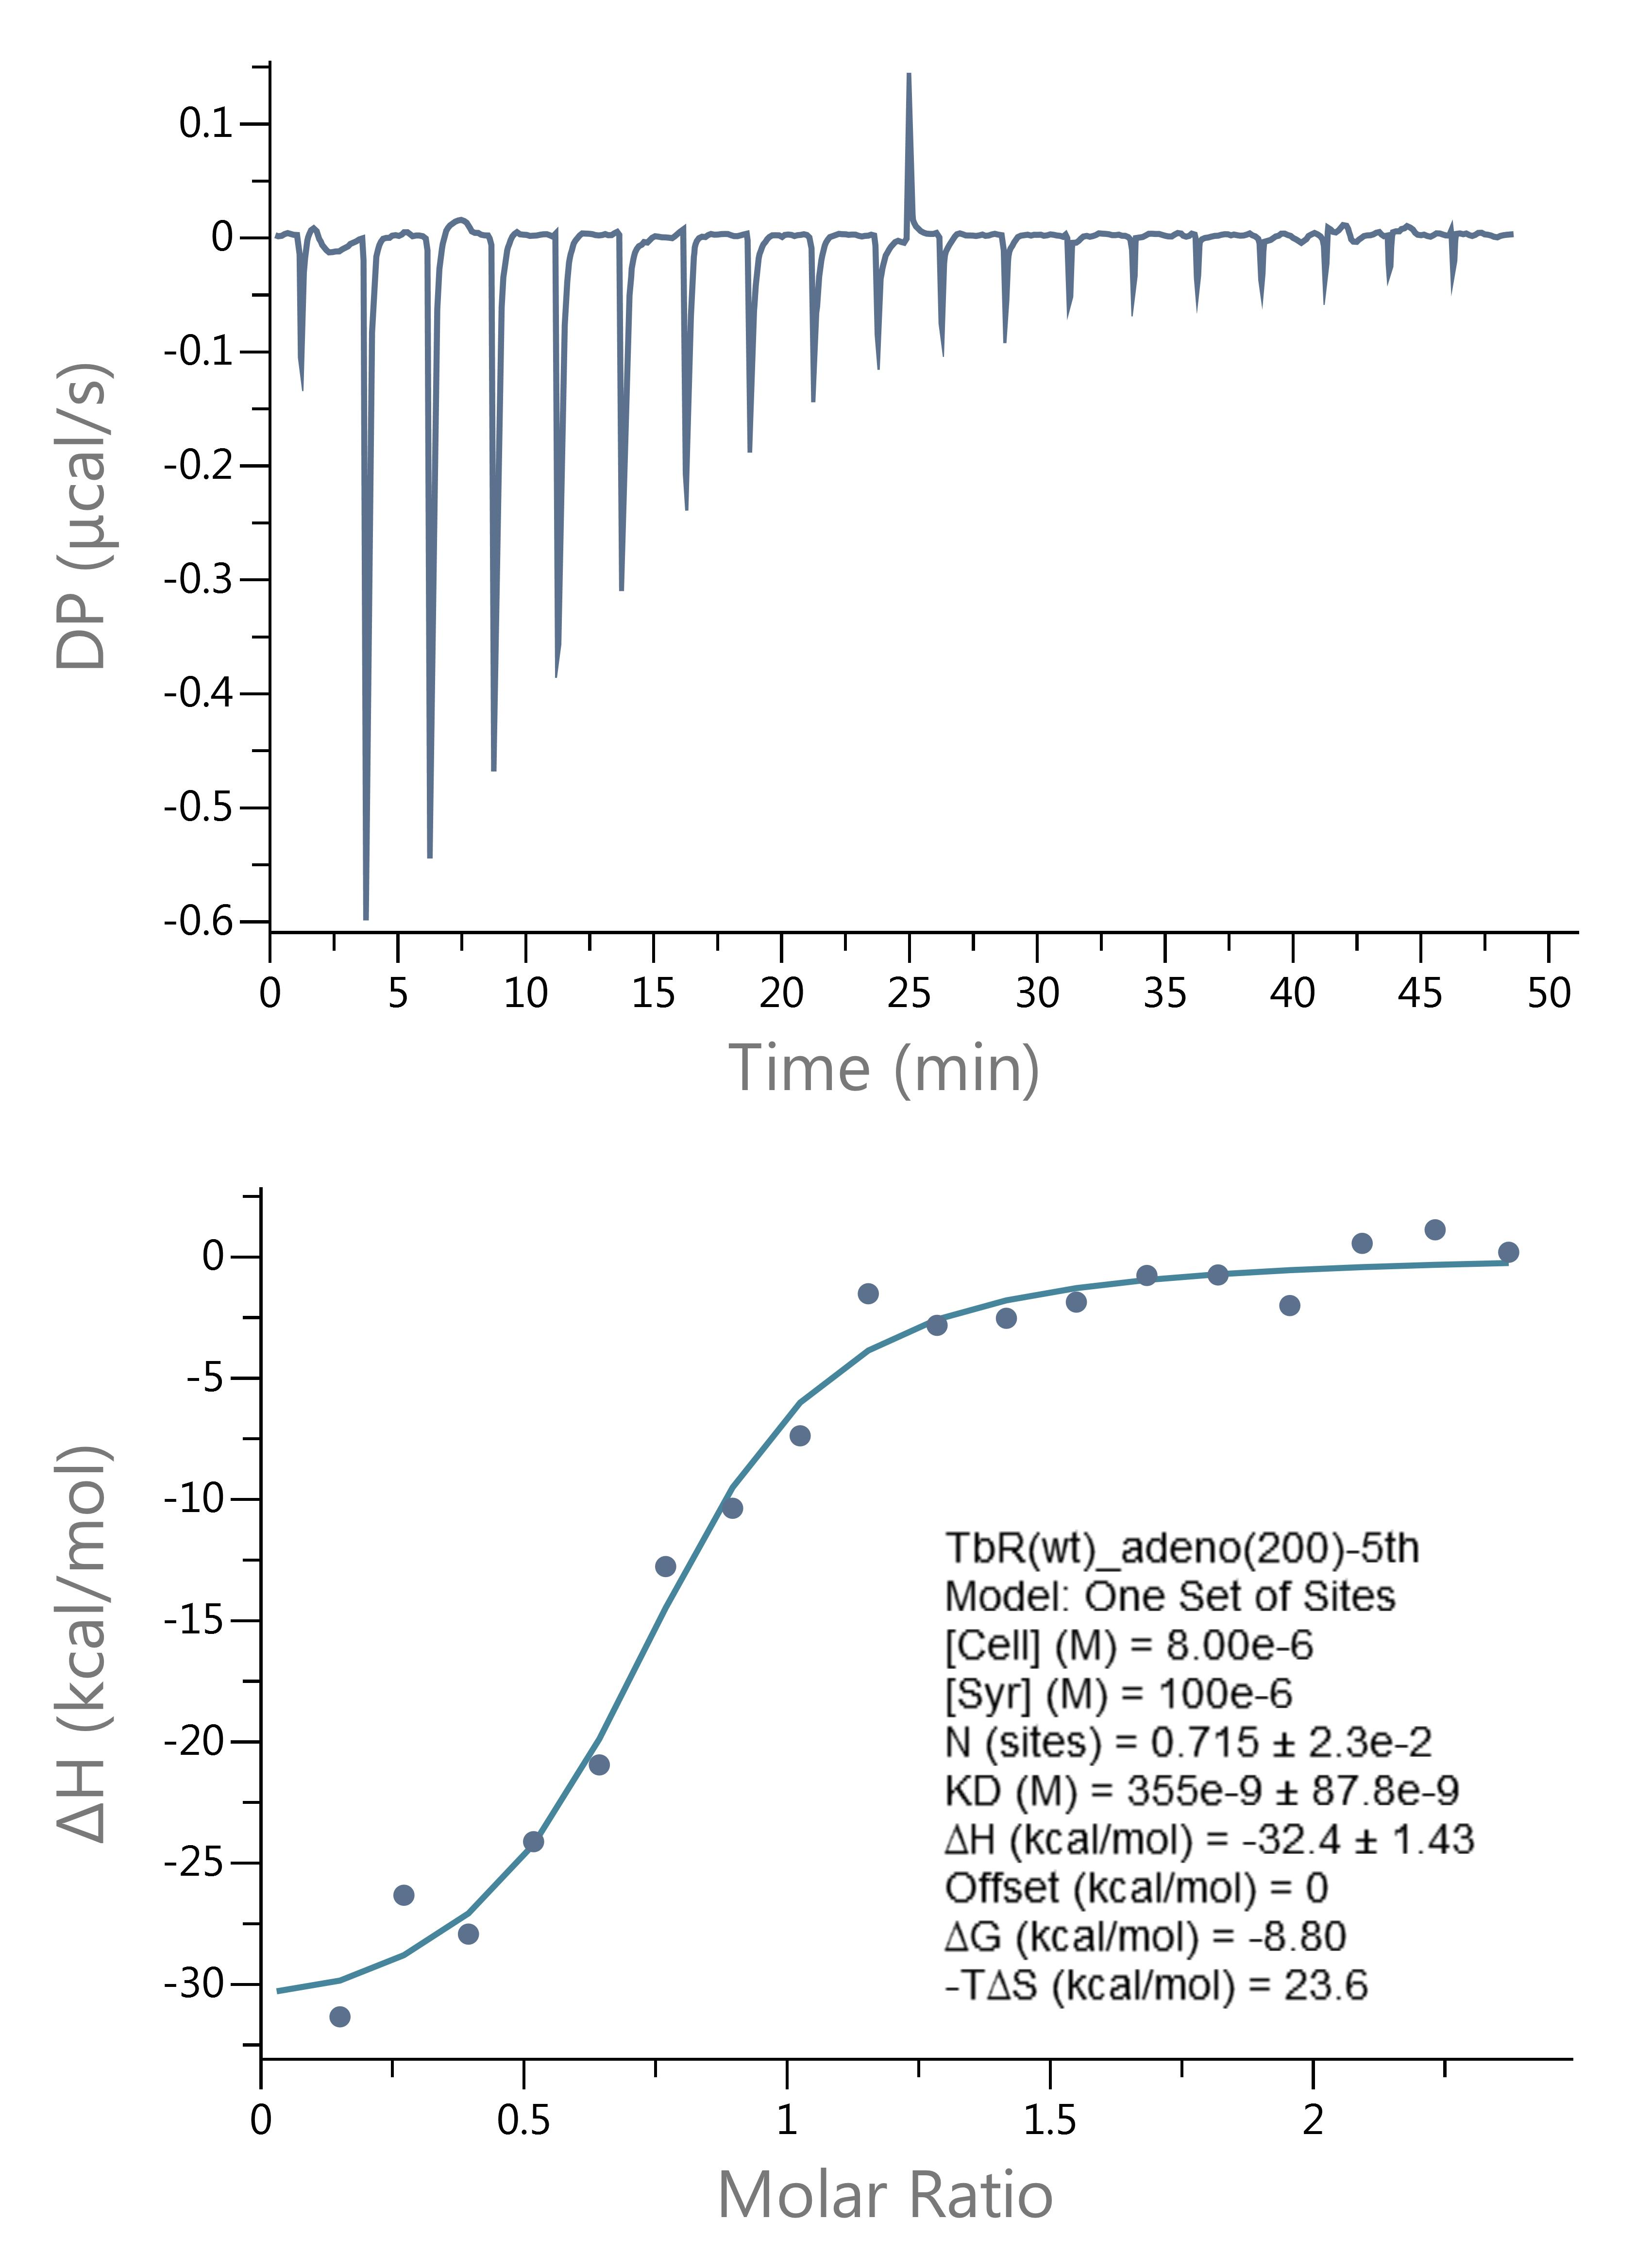 0.1
0
-0.1
-0.2
-0.3
-0.4
-0.5
-0.6
DP (µcal/s)
0 5 10 15 20 25 30 35 40 45 50
Time (min)
0
-5
-10
-15
-20
-25
-30
ΔH (kcal/mol)
TbR(wt)_adeno(200)-5th
Model: One Set of Sites
[Cell] (M) = 8.00e-6
[Syr] (M) = 100e-6
N (sites) = 0.715 ± 2.3e-2
KD (M) = 355e-9 ± 87.8e-9
ΔH (kcal/mol) = -32.4 ± 1.43
Offset (kcal/mol) = 0
ΔG (kcal/mol) = -8.80
-TΔS (kcal/mol) = 23.6
0 0.5 1 1.5 2
Molar Ratio